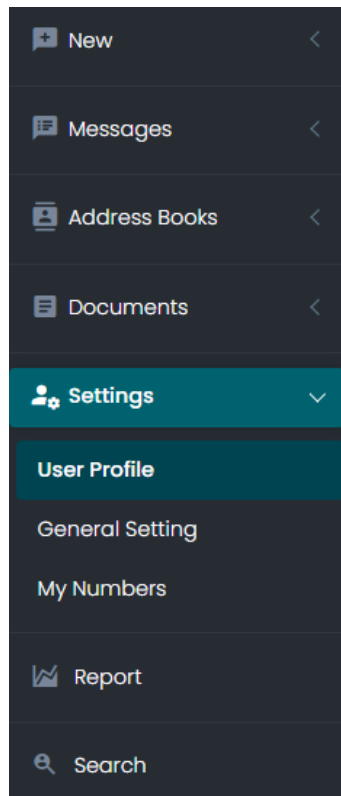 New
Messages
Address Books
Documents
Settings
User Profile
General Setting
My Numbers
Report
Search